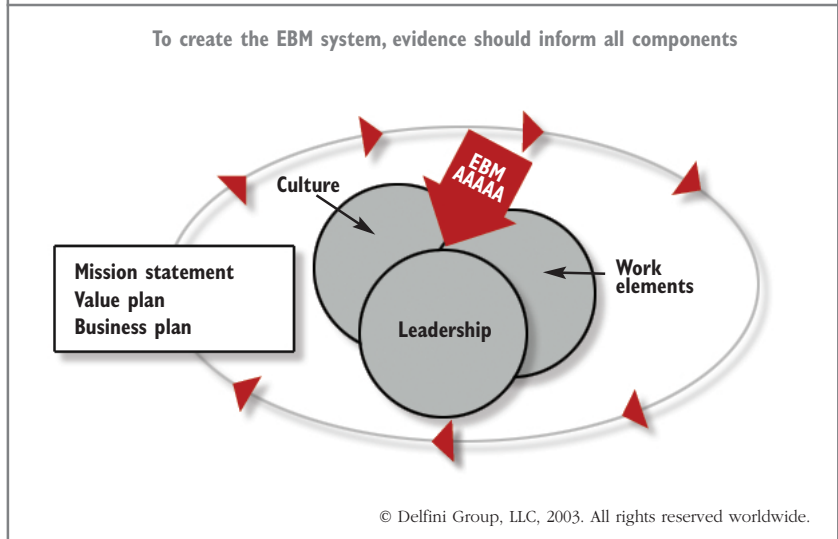 To create the EBM system, evidence should inform all components
EBM
AAAAA
Culture
Mission statement
Value plan
Business plan
Work
elements
Leadership
© Delfini Group, LLC, 2003. All rights reserved worldwide.